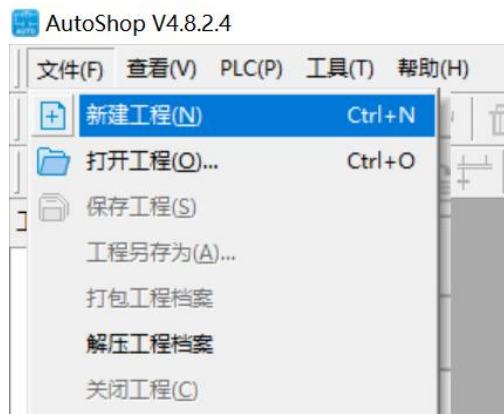 AutoShop V4.8.2.4
文件(F) 查看(V) PLC(P) 工具(T) 帮助(H)
新建工程(N) Ctrl+N
打开工程(O)... Ctrl+O
保存工程(S)
工程另存为(A)...
打包工程档案
解压工程档案
关闭工程(C)